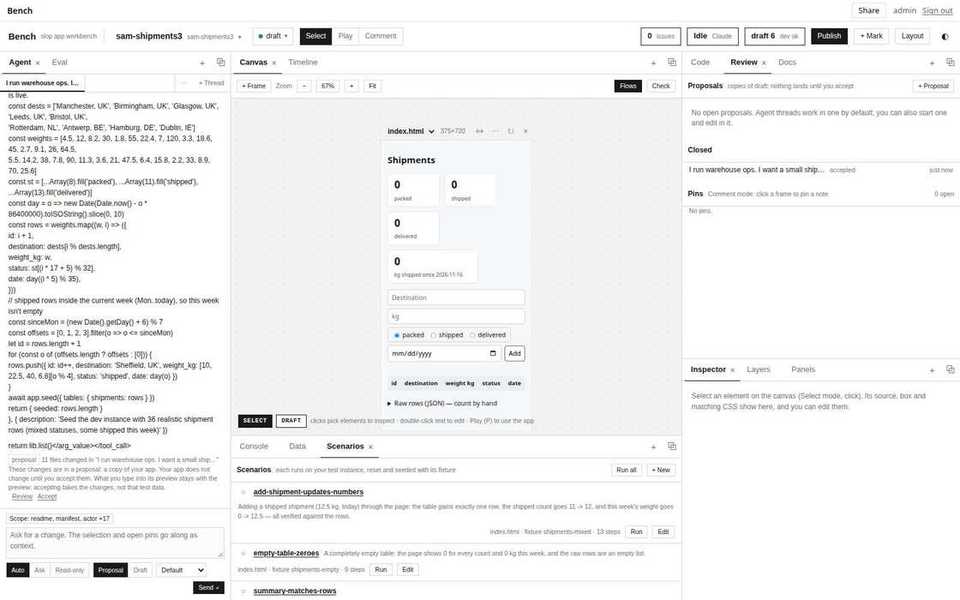 Bench
Share admin Sign out
Bench slop.app.workbench sam-shipments3 sam-shipments3 draft Select Play Comment 0 issues Idle Claude draft 6 dev ok Publish + Mark Layout
Agent × Eval +
I run warehouse ops. I... ··· + Thread
is live.
const dests = ['Manchester, UK', 'Birmingham, UK', 'Glasgow, UK',
'Leeds, UK', 'Bristol, UK',
'Rotterdam, NL', 'Antwerp, BE', 'Hamburg, DE', 'Dublin, IE']
const weights = [4.5, 12, 8.2, 30, 1.8, 55, 22.4, 7, 120, 3.3, 18.6,
45, 2.7, 9.1, 26, 64.5,
5.5, 14.2, 38, 7.8, 90, 11.3, 3.6, 21, 47.5, 6.4, 15.8, 2.2, 33, 8.9,
70, 25.6]
const st = [...Array(8).fill('packed'), ...Array(11).fill('shipped'),
...Array(13).fill('delivered')]
const day = o => new Date(Date.now() - o *
86400000).toISOString().slice(0, 10)
const rows = weights.map((w, i) => ({
id: i + 1,
destination: dests[i % dests.length],
weight_kg: w,
status: st[(i * 17 + 5) % 32],
date: day((i * 5) % 35),
}))
// shipped rows inside the current week (Mon..today), so this week
isn't empty
const sinceMon = (new Date().getDay() + 6) % 7
const offsets = [0, 1, 2, 3].filter(o => o <= sinceMon)
let id = rows.length + 1
for (const o of (offsets.length ? offsets : [0])) {
rows.push({ id: id++, destination: 'Sheffield, UK', weight_kg: [10,
22.5, 40, 6.8][o % 4], status: 'shipped', date: day(o) })
}
await app.seed({ tables: { shipments: rows } })
return { seeded: rows.length }
}, { description: 'Seed the dev instance with 36 realistic shipment
rows (mixed statuses, some shipped this week)' })
return lib.list()</arg_value></tool_call>
proposal · 11 files changed in "I run warehouse ops. I want a small ship..."
These changes are in a proposal: a copy of your app. Your app does not
change until you accept them. What you type into its preview stays with the
preview; accepting takes the changes, not that test data.
Review Accept
Scope: readme, manifest, actor +17
Ask for a change. The selection and open pins go along as
context.
Auto Ask Read-only Proposal Draft Default
Send
Canvas × Timeline +
+ Frame Zoom − 67% + Fit Flows Check
index.html 375×720 ··· ×
Shipments
0 packed
0 shipped
0 delivered
0
kg shipped since 2026-11-16
Destination
kg
packed shipped delivered
mm/dd/yyyy Add
id destination weight kg status date
Raw rows (JSON) — count by hand
SELECT DRAFT clicks pick elements to inspect · double-click text to edit · Play (P) to use the app
Console Data Scenarios × +
Scenarios each runs on your test instance, reset and seeded with its fixture Run all + New
add-shipment-updates-numbers
Adding a shipped shipment (12.5 kg, today) through the page: the table gains exactly one row, the shipped count goes 11 -> 12, and this week's weight goes
0 -> 12.5 — all verified against the rows.
index.html · fixture shipments-mixed · 13 steps Run Edit
empty-table-zeroes A completely empty table: the page shows 0 for every count and 0 kg this week, and the raw rows are an empty list.
index.html · fixture shipments-empty · 9 steps Run Edit
summary-matches-rows
Code Review × Docs +
Proposals copies of draft: nothing lands until you accept + Proposal
No open proposals. Agent threads work in one by default, you can also start one
and edit in it.
Closed
I run warehouse ops. I want a small ship... accepted just now
Pins Comment mode: click a frame to pin a note 0 open
No pins.
Inspector × Layers Panels +
Select an element on the canvas (Select mode, click). Its source, box and
matching CSS show here, and you can edit them.